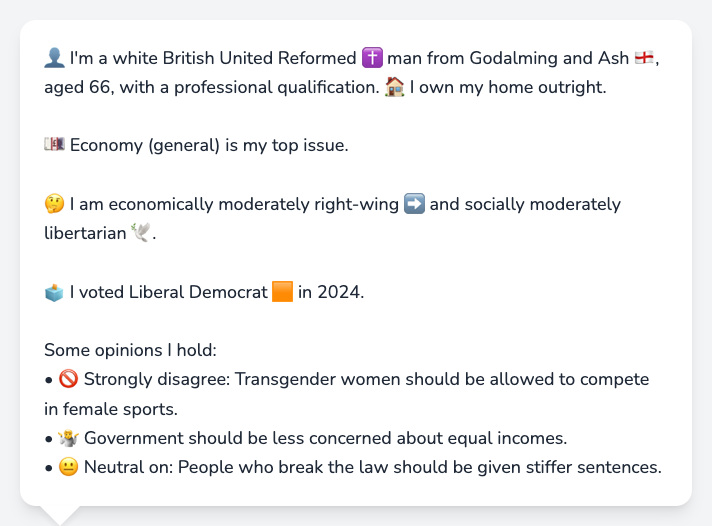 👤 I'm a white British United Reformed ✝️ man from Godalming and Ash 🏴󠁧󠁢󠁥󠁮󠁧󠁿,
aged 66, with a professional qualification. 🏠 I own my home outright.
💷 Economy (general) is my top issue.
🤔 I am economically moderately right-wing ➡️ and socially moderately
libertarian 🕊️.
🗳️ I voted Liberal Democrat 🟧 in 2024.
Some opinions I hold:
• 🚫 Strongly disagree: Transgender women should be allowed to compete
in female sports.
• 🤷 Government should be less concerned about equal incomes.
• 😐 Neutral on: People who break the law should be given stiffer sentences.